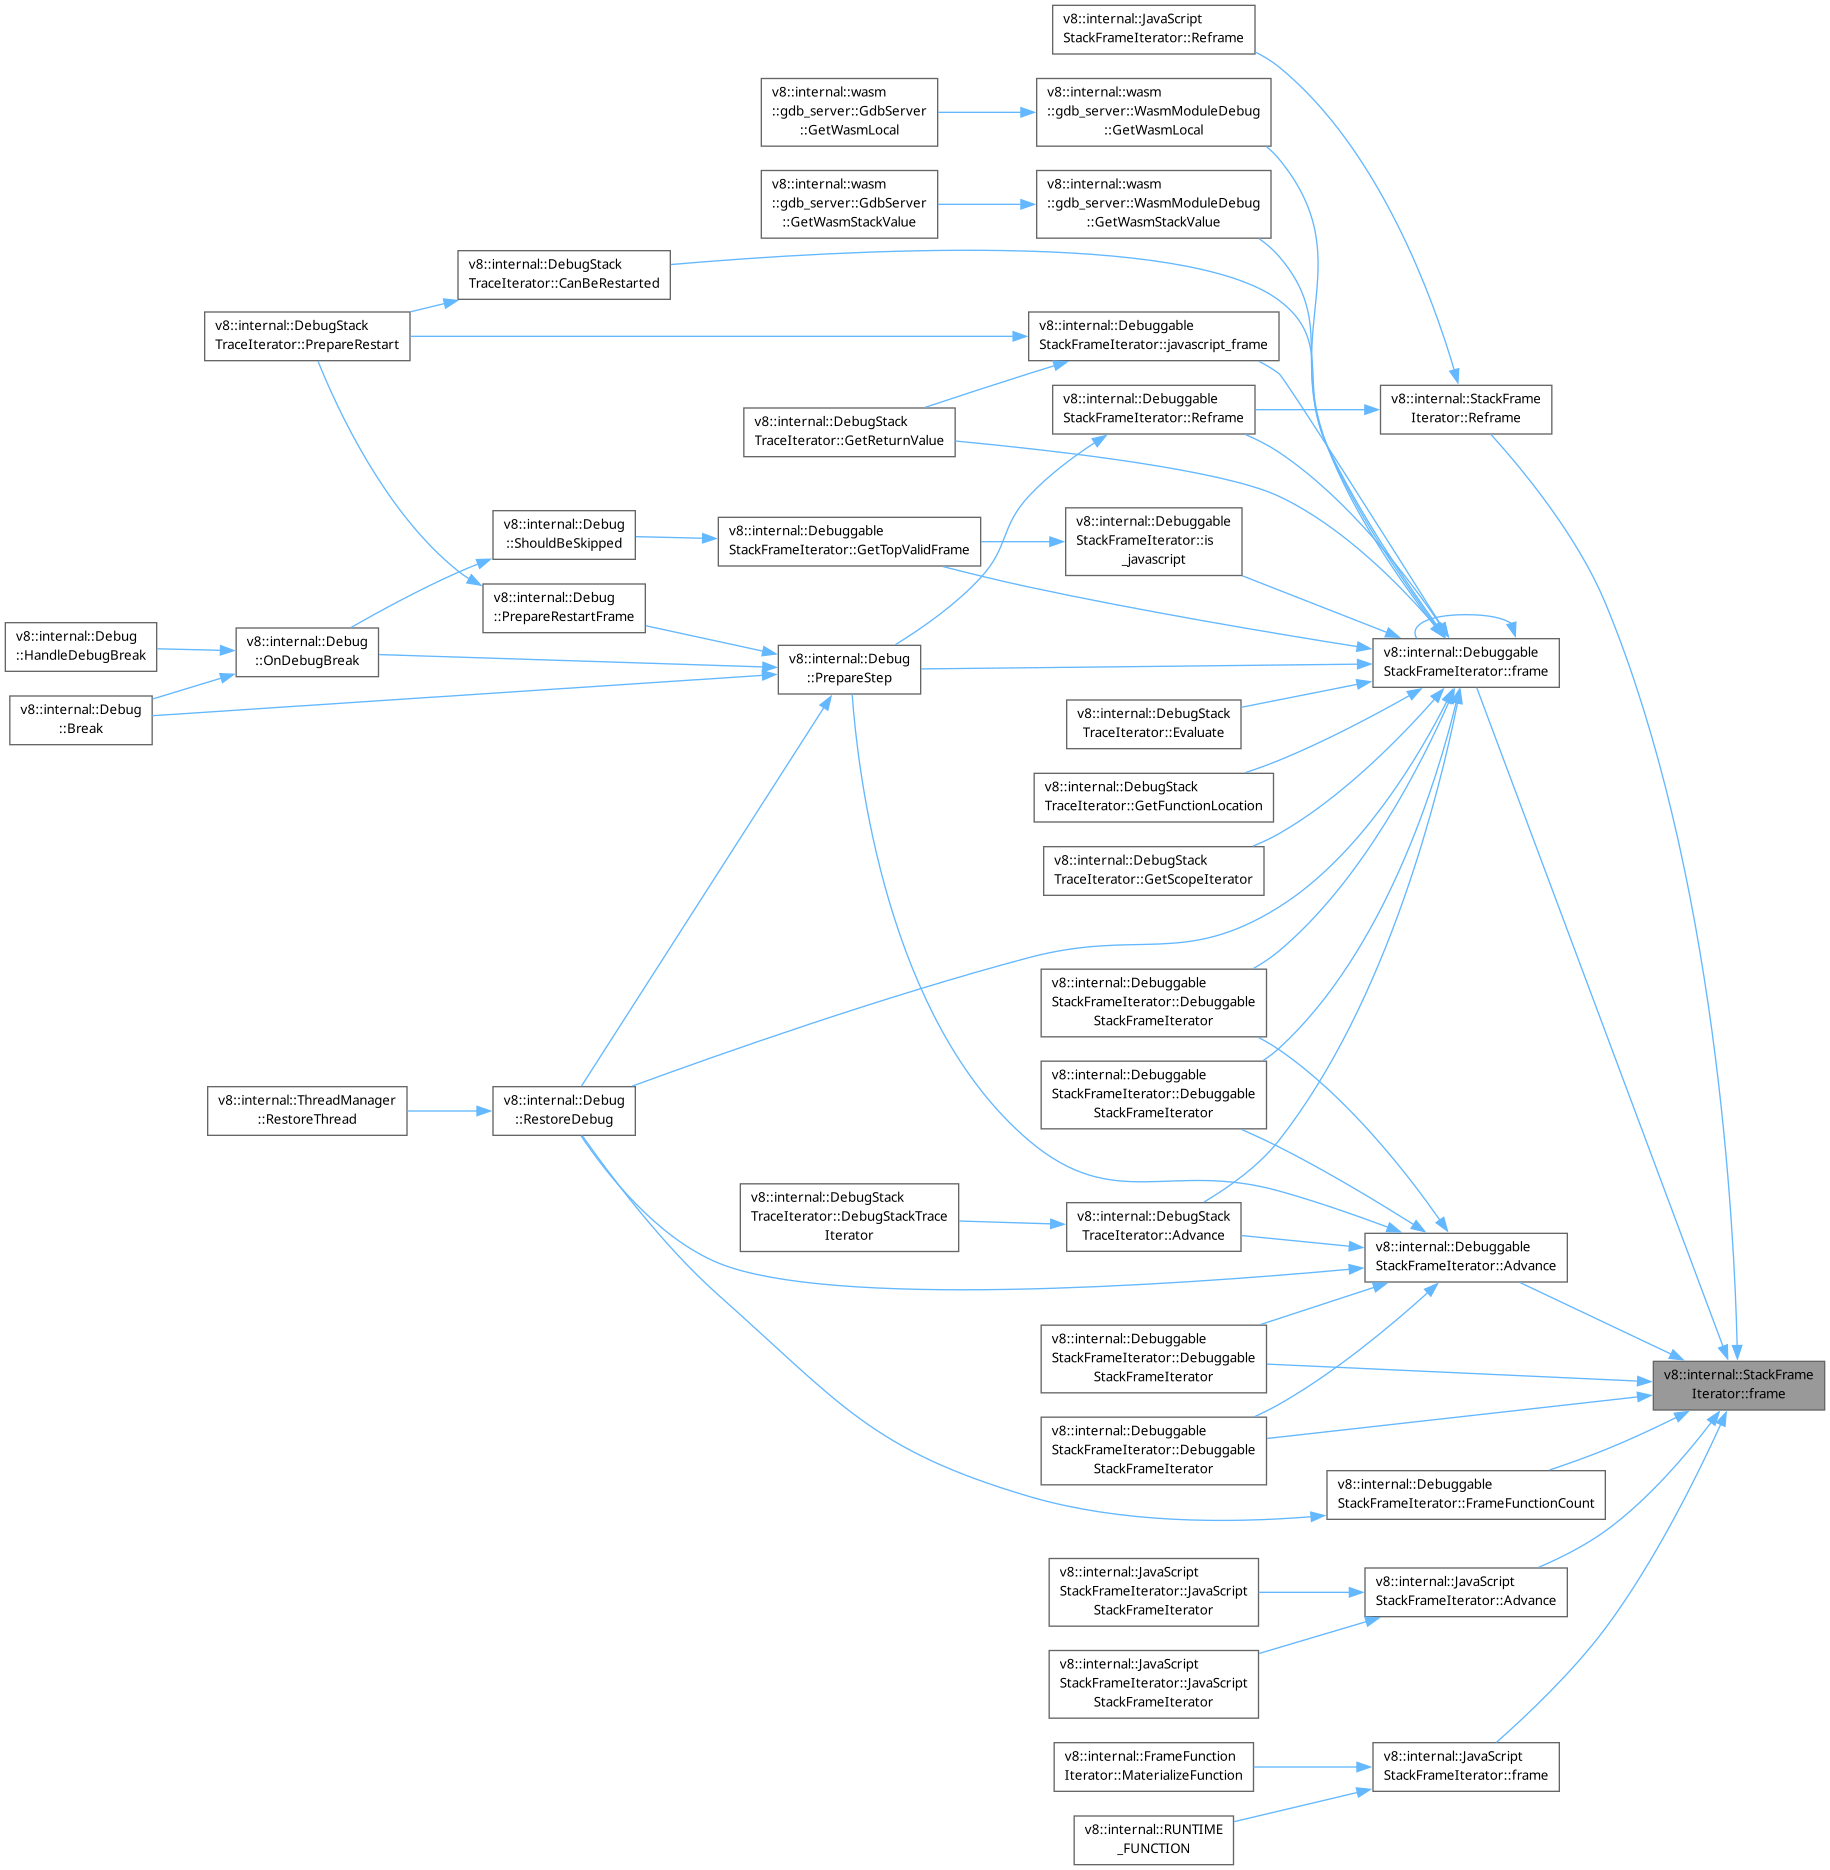 v8::internal::JavaScript
StackFrameIterator::Reframe
v8::internal::wasm
::gdb_server::GdbServer
::GetWasmLocal
v8::internal::wasm
::gdb_server::WasmModuleDebug
::GetWasmLocal
v8::internal::wasm
::gdb_server::GdbServer
::GetWasmStackValue
v8::internal::wasm
::gdb_server::WasmModuleDebug
::GetWasmStackValue
v8::internal::DebugStack
TraceIterator::CanBeRestarted
v8::internal::DebugStack
TraceIterator::PrepareRestart
v8::internal::Debuggable
StackFrameIterator::javascript_frame
v8::internal::Debuggable
StackFrameIterator::Reframe
v8::internal::StackFrame
Iterator::Reframe
v8::internal::DebugStack
TraceIterator::GetReturnValue
v8::internal::Debug
::ShouldBeSkipped
v8::internal::Debuggable
StackFrameIterator::GetTopValidFrame
v8::internal::Debuggable
StackFrameIterator::is
_javascript
v8::internal::Debug
::PrepareRestartFrame
v8::internal::Debug
::HandleDebugBreak
v8::internal::Debug
::OnDebugBreak
v8::internal::Debug
::PrepareStep
v8::internal::Debuggable
StackFrameIterator::frame
v8::internal::Debug
::Break
v8::internal::DebugStack
TraceIterator::Evaluate
v8::internal::DebugStack
TraceIterator::GetFunctionLocation
v8::internal::DebugStack
TraceIterator::GetScopeIterator
v8::internal::Debuggable
StackFrameIterator::Debuggable
StackFrameIterator
v8::internal::Debuggable
StackFrameIterator::Debuggable
StackFrameIterator
v8::internal::ThreadManager
::RestoreThread
v8::internal::Debug
::RestoreDebug
v8::internal::DebugStack
TraceIterator::DebugStackTrace
Iterator
v8::internal::DebugStack
TraceIterator::Advance
v8::internal::Debuggable
StackFrameIterator::Advance
v8::internal::Debuggable
StackFrameIterator::Debuggable
StackFrameIterator
v8::internal::StackFrame
Iterator::frame
v8::internal::Debuggable
StackFrameIterator::Debuggable
StackFrameIterator
v8::internal::Debuggable
StackFrameIterator::FrameFunctionCount
v8::internal::JavaScript
StackFrameIterator::JavaScript
StackFrameIterator
v8::internal::JavaScript
StackFrameIterator::Advance
v8::internal::JavaScript
StackFrameIterator::JavaScript
StackFrameIterator
v8::internal::FrameFunction
Iterator::MaterializeFunction
v8::internal::JavaScript
StackFrameIterator::frame
v8::internal::RUNTIME
_FUNCTION